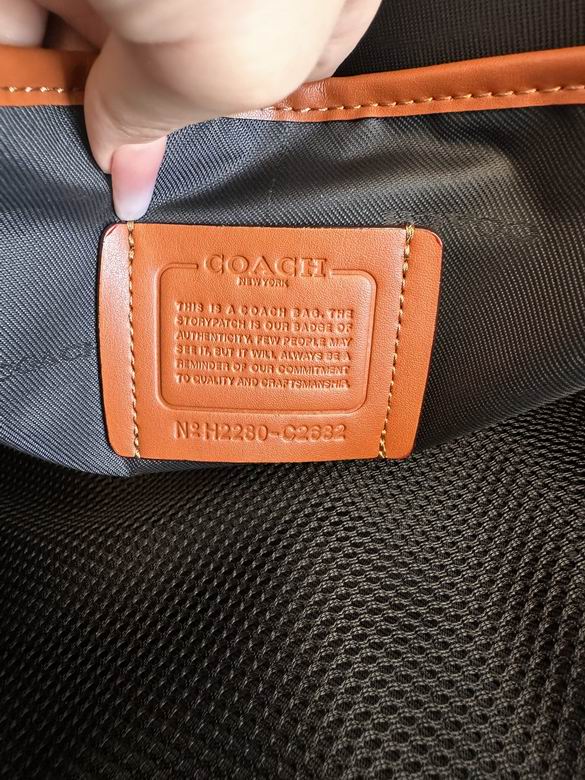 COACH
NEW YORK
THIS IS A COACH BAG. THE
STORYPATCH IS OUR BADGE OF
AUTHENTICITY. FEW PEOPLE MAY
SEE IT, BUT IT WILL ALWAYS BE A
REMINDER OF OUR COMMITMENT
TO QUALITY AND CRAFTSMANSHIP.
Nº H2280-C2632